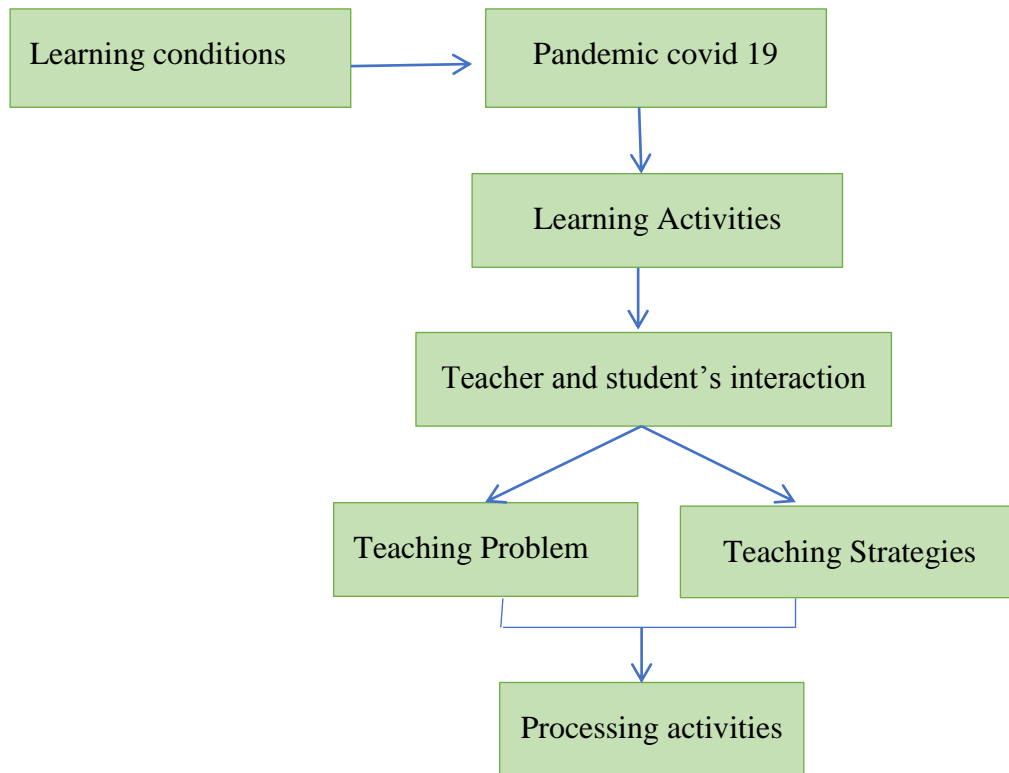 Learning conditions
Pandemic covid 19
Learning Activities
Teacher and student’s interaction
Teaching Problem
Teaching Strategies
Processing activities